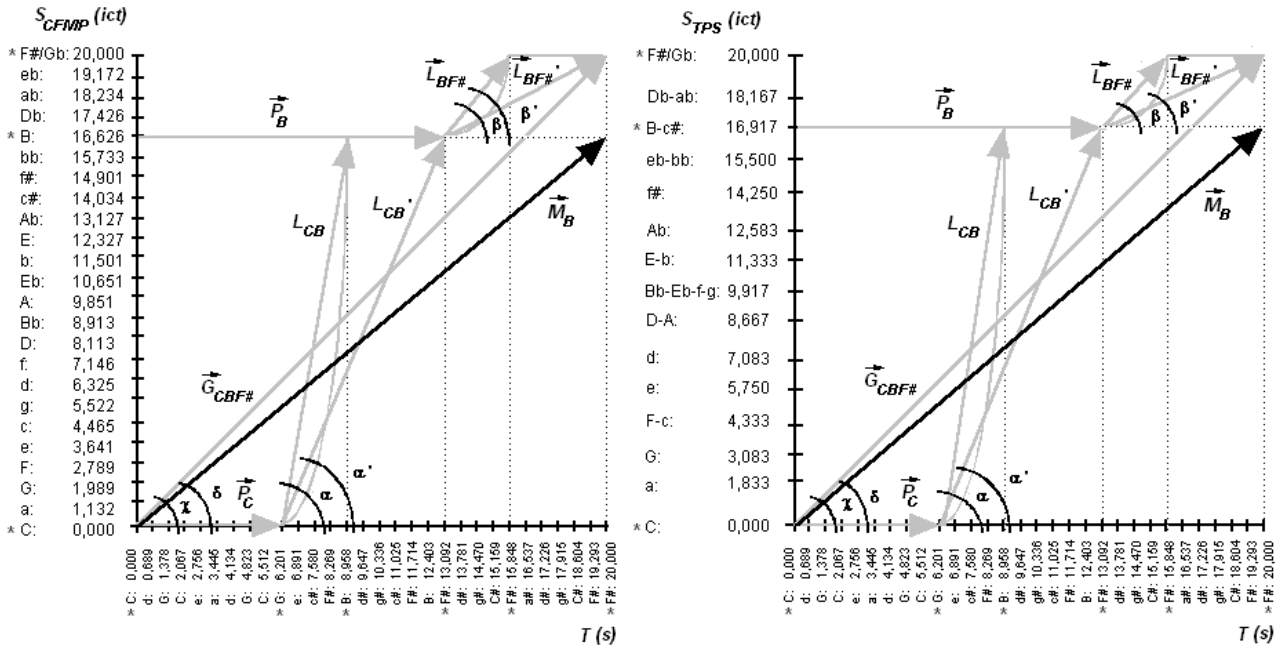 S_CFMP (ict)
* F#/Gb: 20,000
eb: 19,172
ab: 18,234
Db: 17,426
* B: 16,626
bb: 15,733
f#: 14,901
c#: 14,034
Ab: 13,127
E: 12,327
b: 11,501
Eb: 10,651
A: 9,851
Bb: 8,913
D: 8,113
f: 7,146
d: 6,325
g: 5,522
c: 4,465
e: 3,641
F: 2,789
G: 1,989
a: 1,132
* C: 0,000
P_B
L_BF#
L_BF#'
β
β'
L_CB
L_CB'
M_B
G_CBF#
P_C
χ
δ
α
α'
* C: 0,000
d: 0,689
G: 1,378
C: 2,067
e: 2,756
a: 3,445
d: 4,134
G: 4,823
C: 5,512
* G: 6,201
e: 6,891
c#: 7,580
F#: 8,269
* B: 8,958
d#: 9,647
g#: 10,336
c#: 11,025
F#: 11,714
B: 12,403
* F#: 13,092
d#: 13,781
g#: 14,470
C#: 15,159
* F#: 15,848
a#: 16,537
d#: 17,226
g#: 17,915
C#: 18,604
F#: 19,293
* F#: 20,000
T (s)
S_TPS (ict)
* F#/Gb: 20,000
Db-ab: 18,167
* B-c#: 16,917
eb-bb: 15,500
f#: 14,250
Ab: 12,583
E-b: 11,333
Bb-Eb-f-g: 9,917
D-A: 8,667
d: 7,083
e: 5,750
F-c: 4,333
G: 3,083
a: 1,833
* C: 0,000
P_B
L_BF#
L_BF#'
β
β'
L_CB
L_CB'
M_B
G_CBF#
P_C
χ
δ
α
α'
* C: 0,000
d: 0,689
G: 1,378
C: 2,067
e: 2,756
a: 3,445
d: 4,134
G: 4,823
C: 5,512
* G: 6,201
e: 6,891
c#: 7,580
F#: 8,269
* B: 8,958
d#: 9,647
g#: 10,336
c#: 11,025
F#: 11,714
B: 12,403
* F#: 13,092
d#: 13,781
g#: 14,470
C#: 15,159
* F#: 15,848
a#: 16,537
d#: 17,226
g#: 17,915
C#: 18,604
F#: 19,293
* F#: 20,000
T (s)